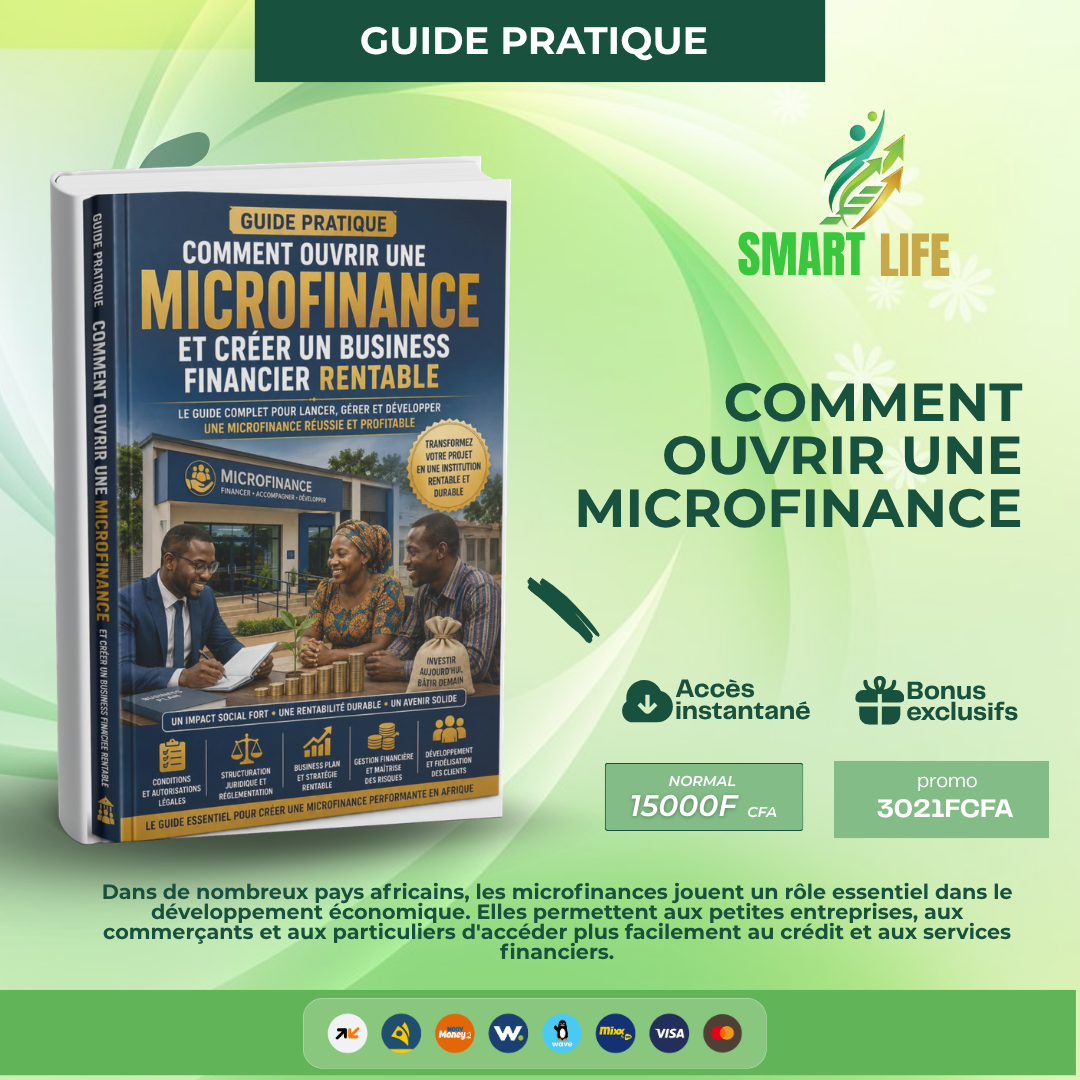 GUIDE PRATIQUE
SMART LIFE
GUIDE PRATIQUE
COMMENT OUVRIR UNE
MICROFINANCE
ET CRÉER UN BUSINESS
FINANCIER RENTABLE
LE GUIDE COMPLET POUR LANCER, GÉRER ET DÉVELOPPER
UNE MICROFINANCE RÉUSSIE ET PROFITABLE
TRANSFORMEZ
VOTRE PROJET
EN UNE INSTITUTION
RENTABLE ET
DURABLE
MICROFINANCE
FINANCER • ACCOMPAGNER • DÉVELOPPER
INVESTIR
AUJOURD'HUI,
BÂTIR DEMAIN
BUSINESS
PLAN
UN IMPACT SOCIAL FORT • UNE RENTABILITÉ DURABLE • UN AVENIR SOLIDE
CONDITIONS
ET AUTORISATIONS
LÉGALES
STRUCTURATION
JURIDIQUE ET
RÉGLEMENTATION
BUSINESS PLAN
ET STRATÉGIE
RENTABLE
GESTION FINANCIÈRE
ET MAÎTRISE
DES RISQUES
DÉVELOPPEMENT
ET FIDÉLISATION
DES CLIENTS
LE GUIDE ESSENTIEL POUR CRÉER UNE MICROFINANCE PERFORMANTE EN AFRIQUE
GUIDE PRATIQUE COMMENT OUVRIR UNE MICROFINANCE ET CRÉER UN BUSINESS RENTABLE
COMMENT
OUVRIR UNE
MICROFINANCE
Accès
instantané
Bonus
exclusifs
NORMAL
15000F CFA
promo
3021FCFA
Dans de nombreux pays africains, les microfinances jouent un rôle essentiel dans le
développement économique. Elles permettent aux petites entreprises, aux
commerçants et aux particuliers d'accéder plus facilement au crédit et aux services
financiers.
Money
W.
wave
mixx
VISA